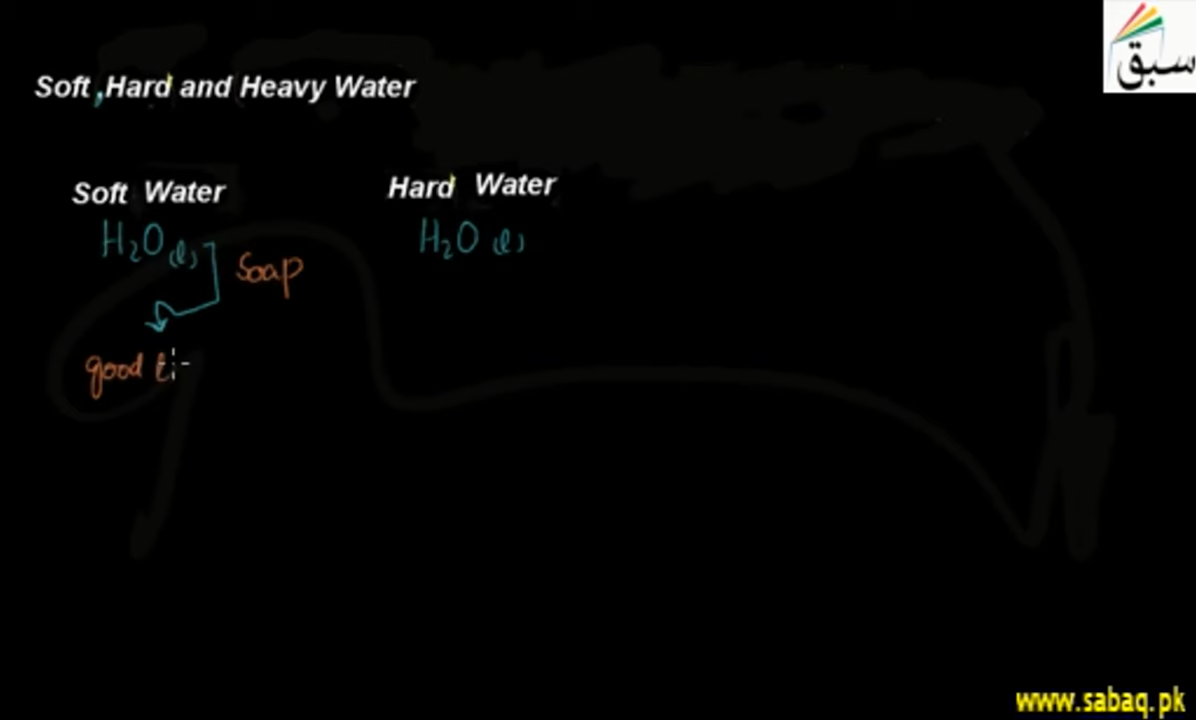 سبق
Soft ,Hard and Heavy Water
Soft Water
Hard Water
H₂O (l)
H₂O (l)
Soap
good
www.sabaq.pk